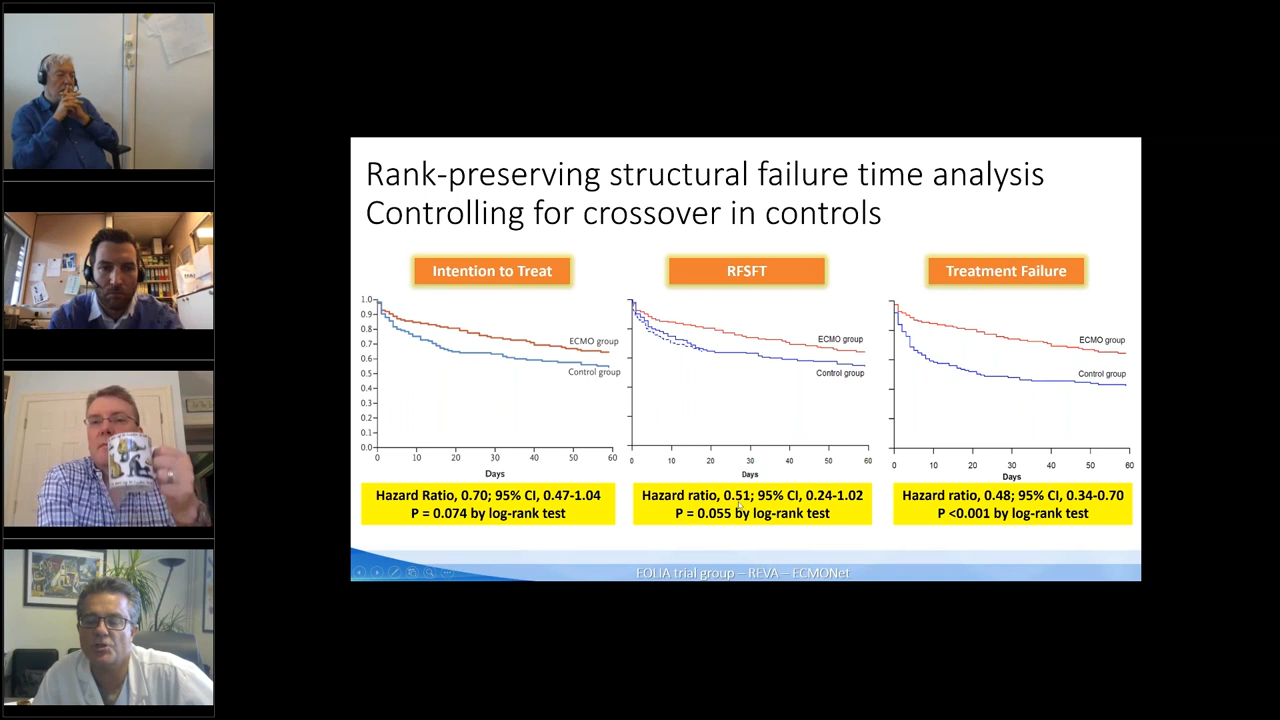 Rank-preserving structural failure time analysis
Controlling for crossover in controls
Intention to Treat
RFSFT
Treatment Failure
1.0
0.9
0.8
0.7
0.6
0.5
0.4
0.3
0.2
0.1
0.0
ECMO group
Control group
0 10 20 30 40 50 60
Days
ECMO group
Control group
0 10 20 30 40 50 60
Days
ECMO group
Control group
0 10 20 30 40 50 60
Days
Hazard Ratio, 0.70; 95% CI, 0.47-1.04
P = 0.074 by log-rank test
Hazard ratio, 0.51; 95% CI, 0.24-1.02
P = 0.055 by log-rank test
Hazard ratio, 0.48; 95% CI, 0.34-0.70
P <0.001 by log-rank test
EOLIA trial group – REVA – ECMONet